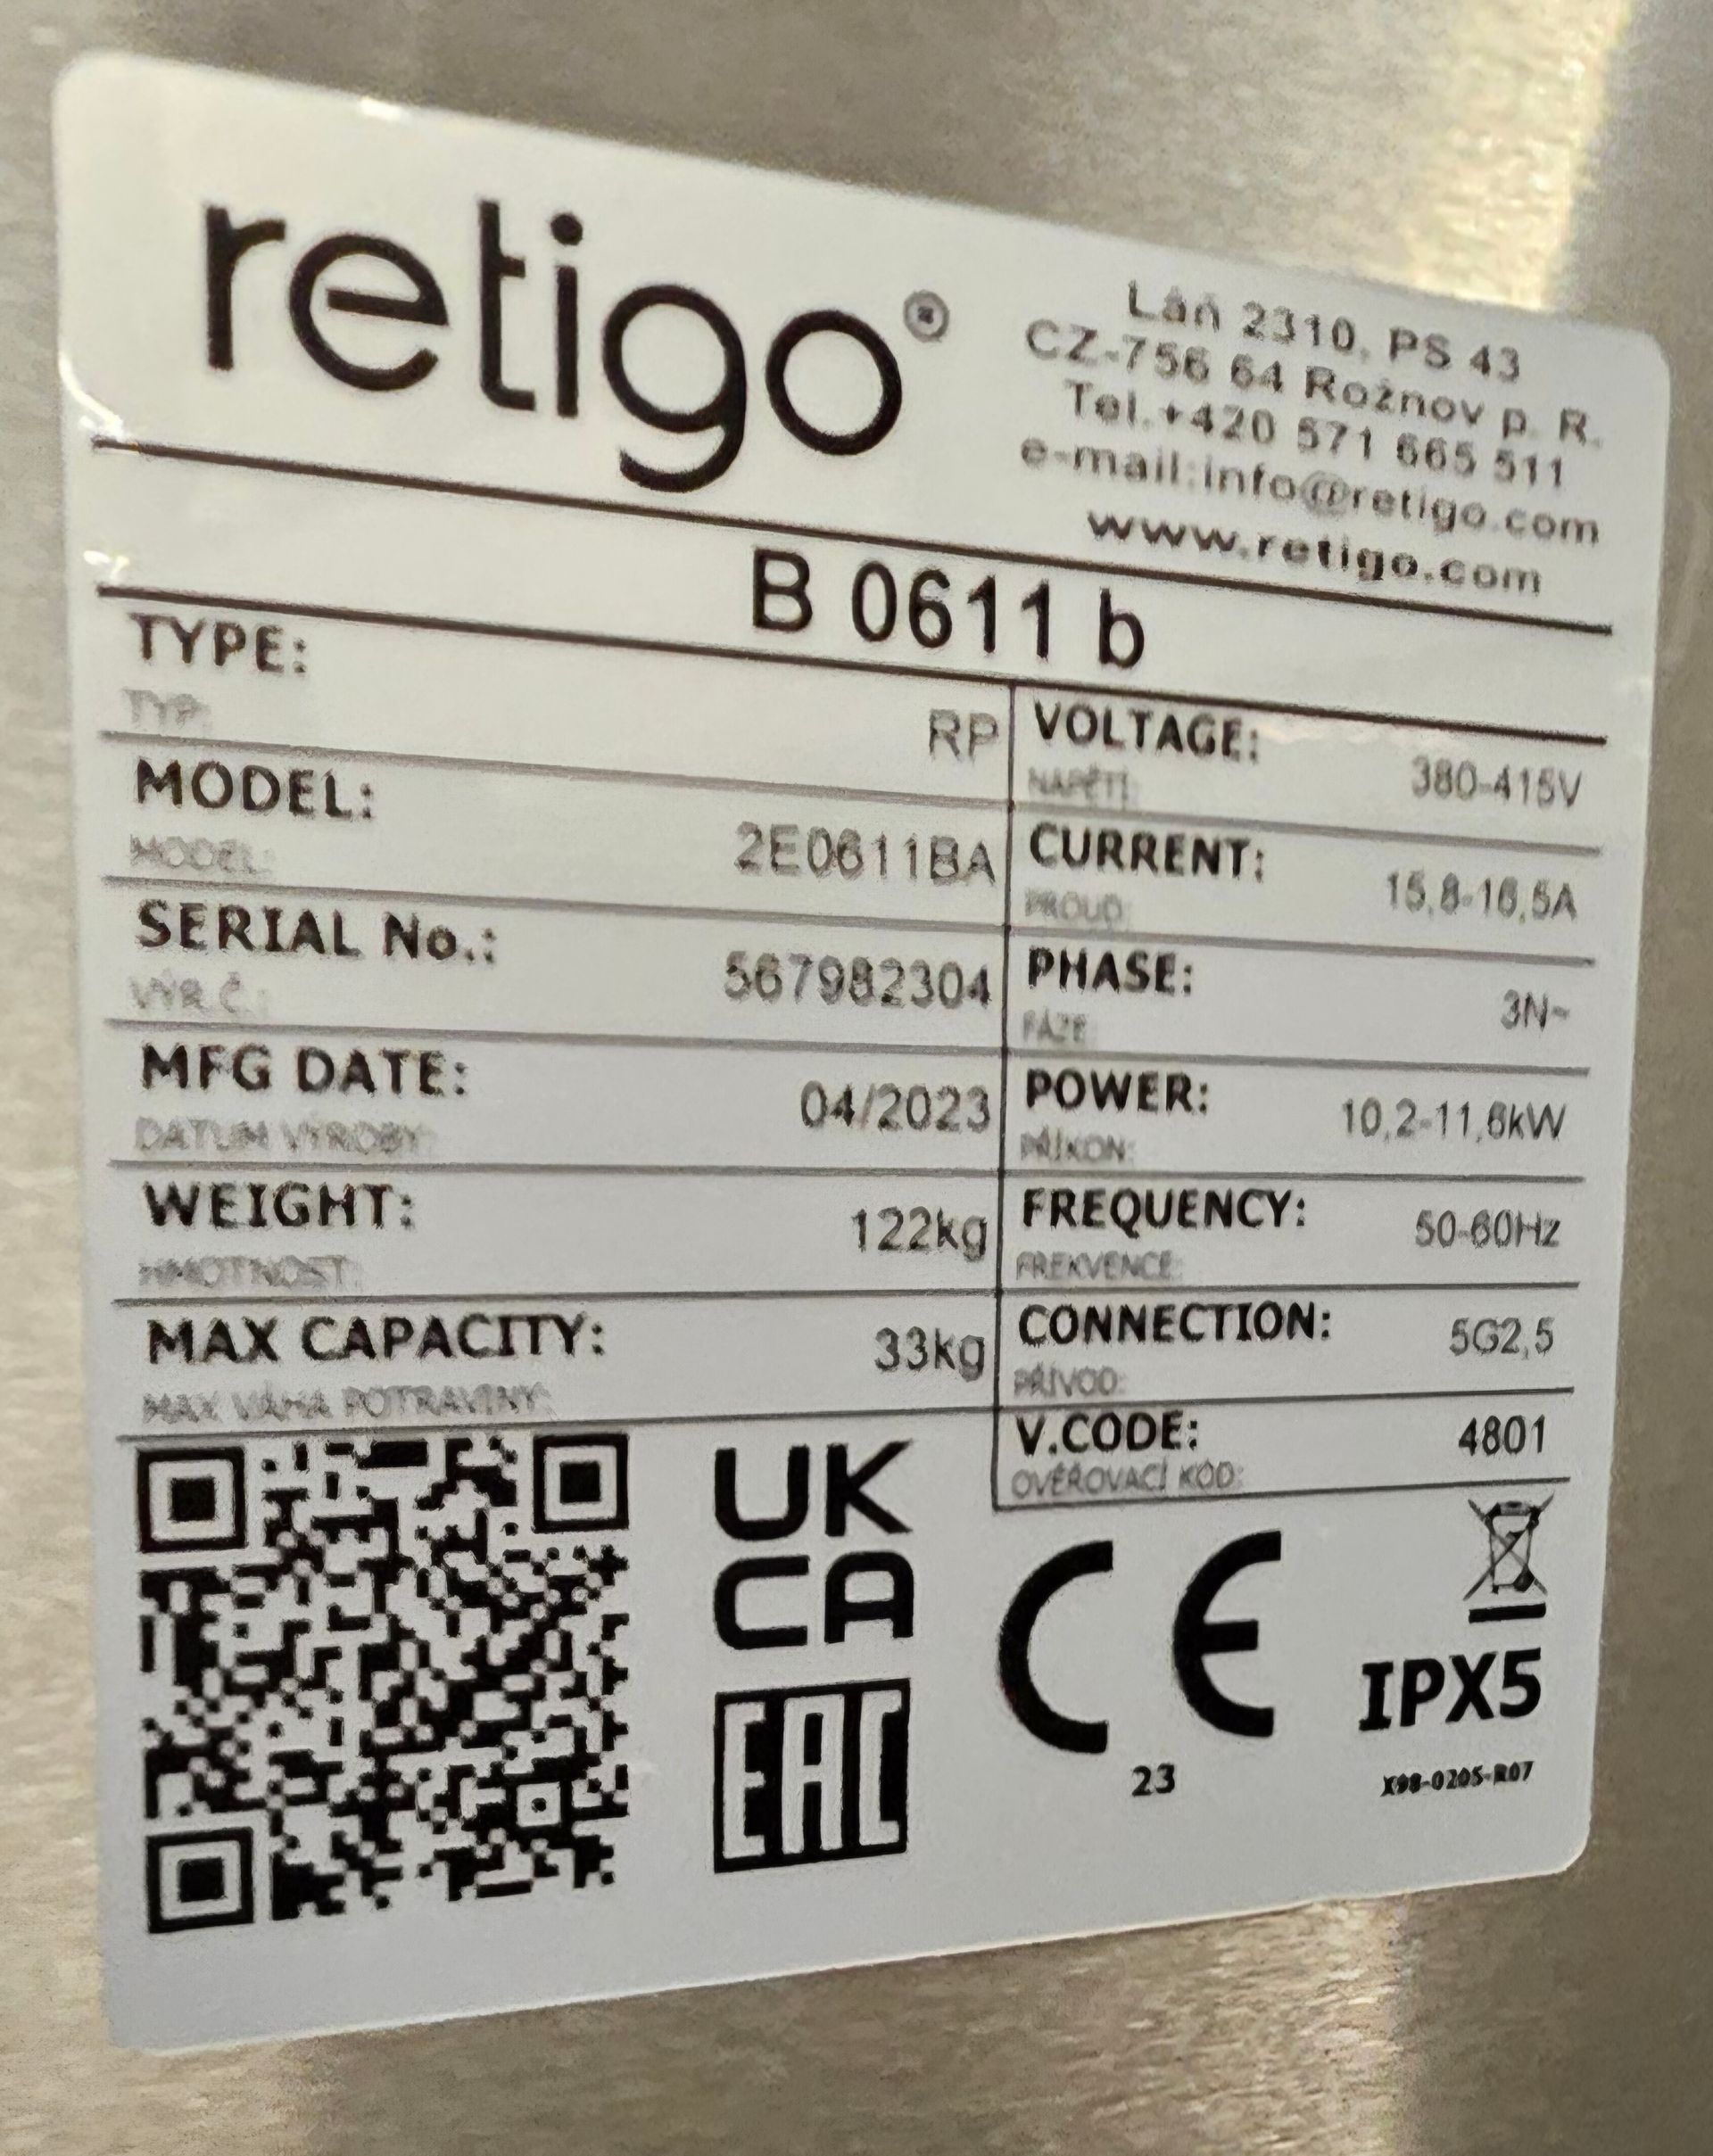 retigo®
Láň 2310, PS 43
CZ-756 64 Rožnov p. R.
Tel.+420 571 665 511
e-mail:info@retigo.com
www.retigo.com
B 0611 b
TYPE:
TYP:
RP
MODEL:
MODEL:
2E0611BA
SERIAL No.:
VÝR.Č.:
567982304
MFG DATE:
DATUM VÝROBY:
04/2023
WEIGHT:
HMOTNOST:
122kg
MAX CAPACITY:
MAX VÁHA POTRAVINY:
33kg
VOLTAGE:
NAPĚTÍ:
380-415V
CURRENT:
PROUD:
15,8-16,5A
PHASE:
FÁZE:
3N~
POWER:
PŘÍKON:
10,2-11,6kW
FREQUENCY:
FREKVENCE:
50-60Hz
CONNECTION:
PŘÍVOD:
5G2,5
V.CODE:
OVĚŘOVACÍ KÓD:
4801
UK
CA
EAC
CE
23
IPX5
X98-0205-R07